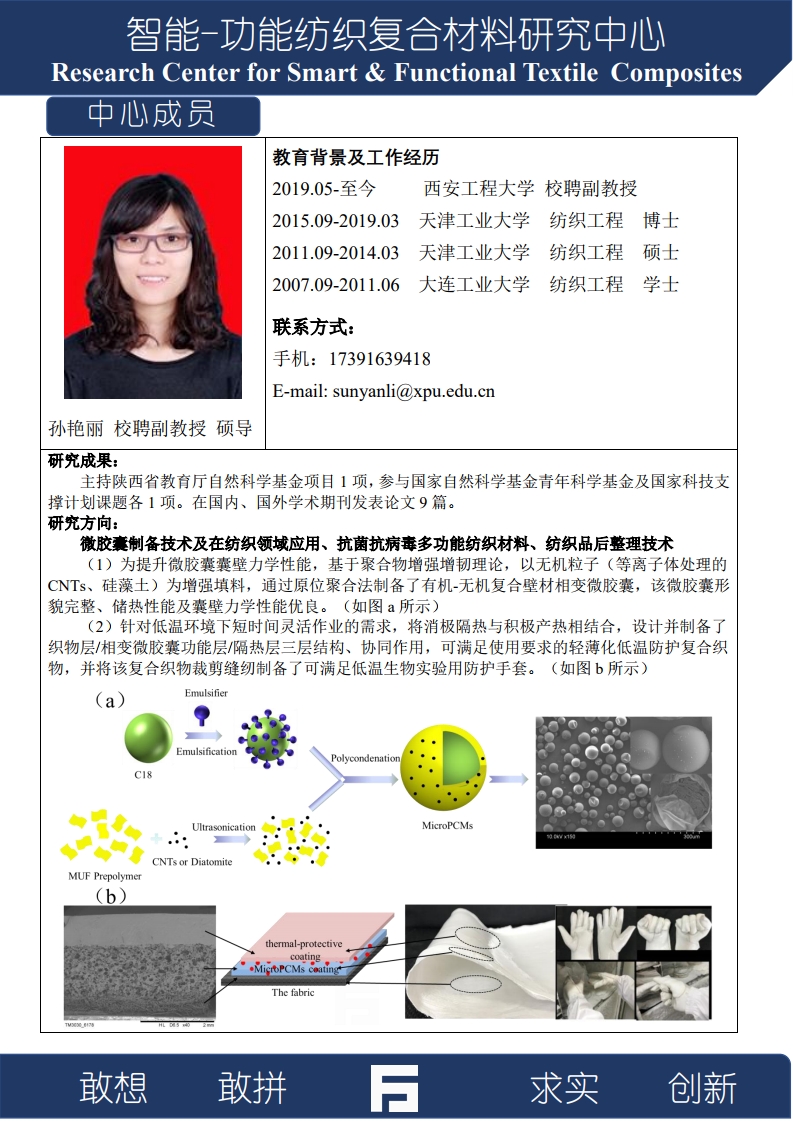 智能-功能纺织复合材料研究中心
Research Center for Smart & Functional Textile Composites
中心成员
教育背景及工作经历
2019.05-至今 西安工程大学 校聘副教授
2015.09-2019.03 天津工业大学 纺织工程 博士
2011.09-2014.03 天津工业大学 纺织工程 硕士
2007.09-2011.06 大连工业大学 纺织工程 学士
联系方式：
手机：17391639418
E-mail: sunyanli@xpu.edu.cn
孙艳丽 校聘副教授 硕导
研究成果：
主持陕西省教育厅自然科学基金项目 1 项，参与国家自然科学基金青年科学基金及国家科技支
撑计划课题各 1 项。在国内、国外学术期刊发表论文 9 篇。
研究方向：
微胶囊制备技术及在纺织领域应用、抗菌抗病毒多功能纺织材料、纺织品后整理技术
（1）为提升微胶囊囊壁力学性能，基于聚合物增强增韧理论，以无机粒子（等离子体处理的
CNTs、硅藻土）为增强填料，通过原位聚合法制备了有机-无机复合壁材相变微胶囊，该微胶囊形
貌完整、储热性能及囊壁力学性能优良。（如图 a 所示）
（2）针对低温环境下短时间灵活作业的需求，将消极隔热与积极产热相结合，设计并制备了
织物层/相变微胶囊功能层/隔热层三层结构、协同作用，可满足使用要求的轻薄化低温防护复合织
物，并将该复合织物裁剪缝纫制备了可满足低温生物实验用防护手套。（如图 b 所示）
（a）
Emulsifier
Emulsification
C18
Polycondenation
MicroPCMs
Ultrasonication
CNTs or Diatomite
MUF Prepolymer
10.0kV x150
300um
（b）
thermal-protective
coating
MicroPCMs coating
The fabric
TM3030_6178
H L D6.5 x40 2 mm
敢想 敢拼 求实 创新